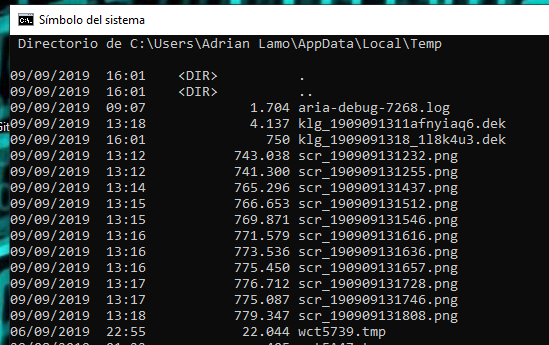 Símbolo del sistema
Directorio de C:\Users\Adrian Lamo\AppData\Local\Temp
09/09/2019  16:01    <DIR>          .
09/09/2019  16:01    <DIR>          ..
09/09/2019  09:07             1.704 aria-debug-7268.log
09/09/2019  13:18             4.137 klg_1909091311afnyiaq6.dek
09/09/2019  16:01               750 klg_1909091318_1l8k4u3.dek
09/09/2019  13:12           743.038 scr_190909131232.png
09/09/2019  13:12           741.300 scr_190909131255.png
09/09/2019  13:14           765.296 scr_190909131437.png
09/09/2019  13:15           766.653 scr_190909131512.png
09/09/2019  13:15           769.871 scr_190909131546.png
09/09/2019  13:16           771.579 scr_190909131616.png
09/09/2019  13:16           773.536 scr_190909131636.png
09/09/2019  13:16           775.450 scr_190909131657.png
09/09/2019  13:17           776.712 scr_190909131728.png
09/09/2019  13:17           775.087 scr_190909131746.png
09/09/2019  13:18           779.347 scr_190909131808.png
06/09/2019  22:55            22.044 wct5739.tmp